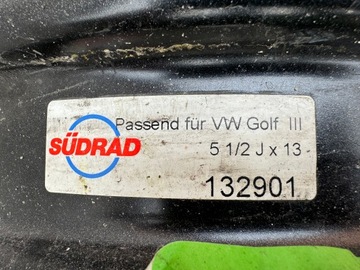 Passend für VW Golf III
SÜDRAD
5 1/2 J x 13
132901